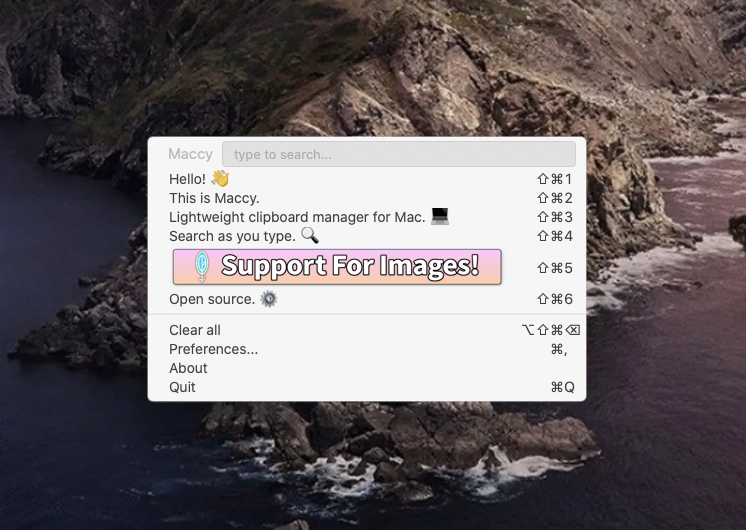 Maccy type to search...
Hello! 👋 ⇧⌘1
This is Maccy. ⇧⌘2
Lightweight clipboard manager for Mac. 💻 ⇧⌘3
Search as you type. 🔍 ⇧⌘4
Support For Images! ⇧⌘5
Open source. ⚙️ ⇧⌘6
Clear all ⌥⇧⌘⌫
Preferences... ⌘,
About
Quit ⌘Q